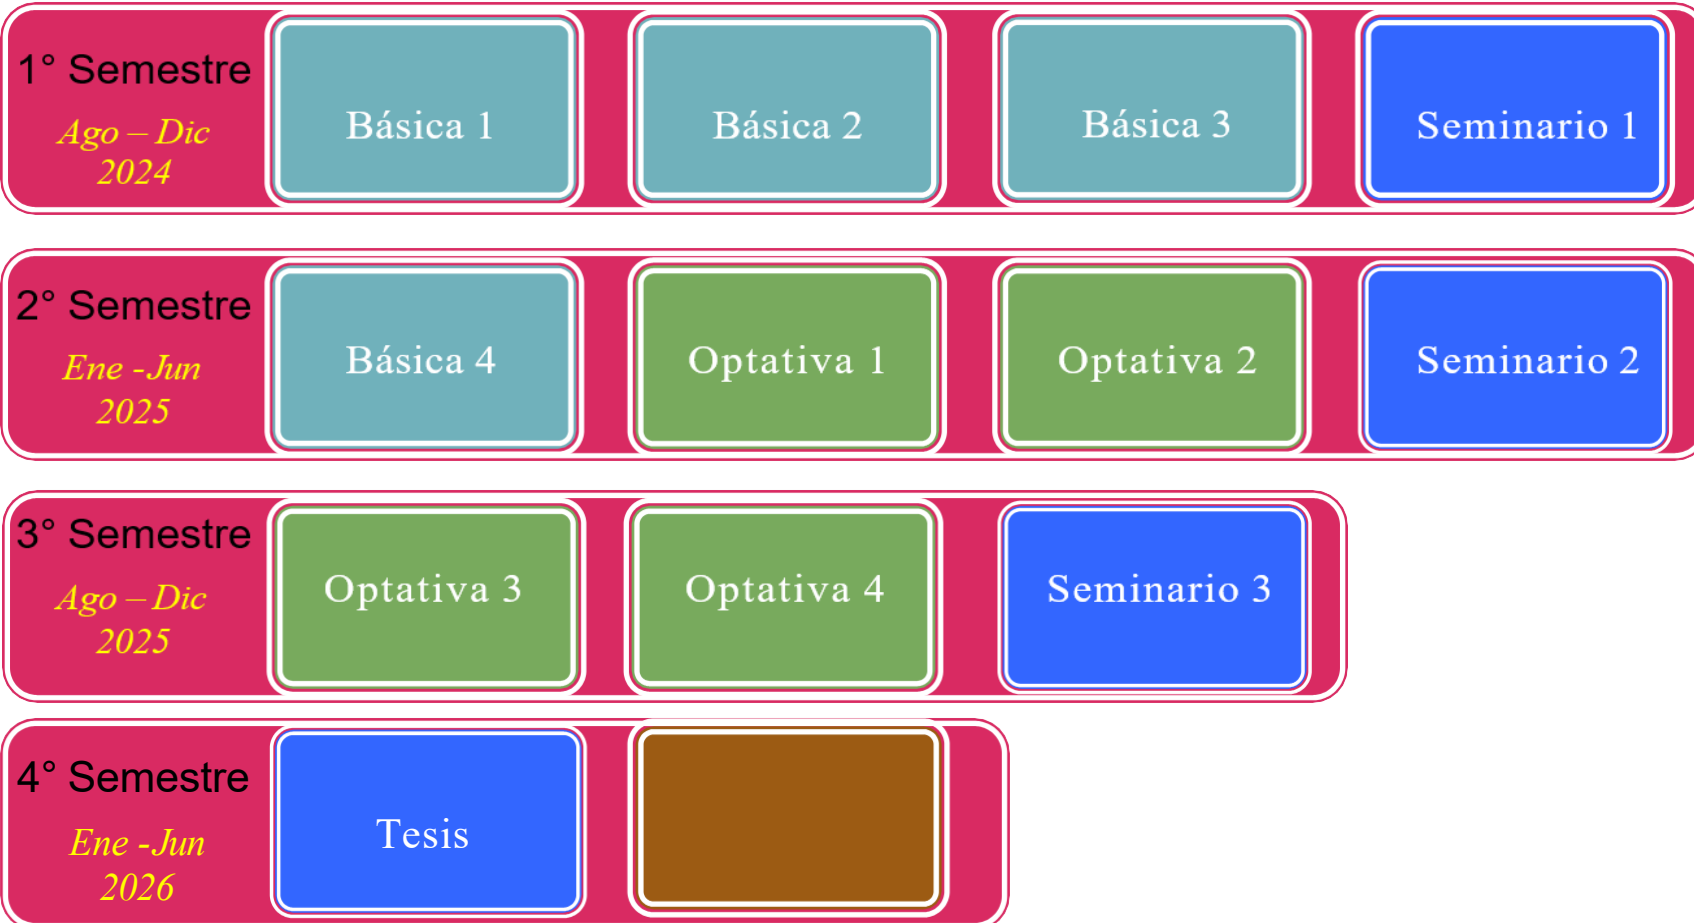 1° Semestre
Ago – Dic
2024
Básica 1
Básica 2
Básica 3
Seminario 1
2° Semestre
Ene -Jun
2025
Básica 4
Optativa 1
Optativa 2
Seminario 2
3° Semestre
Ago – Dic
2025
Optativa 3
Optativa 4
Seminario 3
4° Semestre
Ene -Jun
2026
Tesis